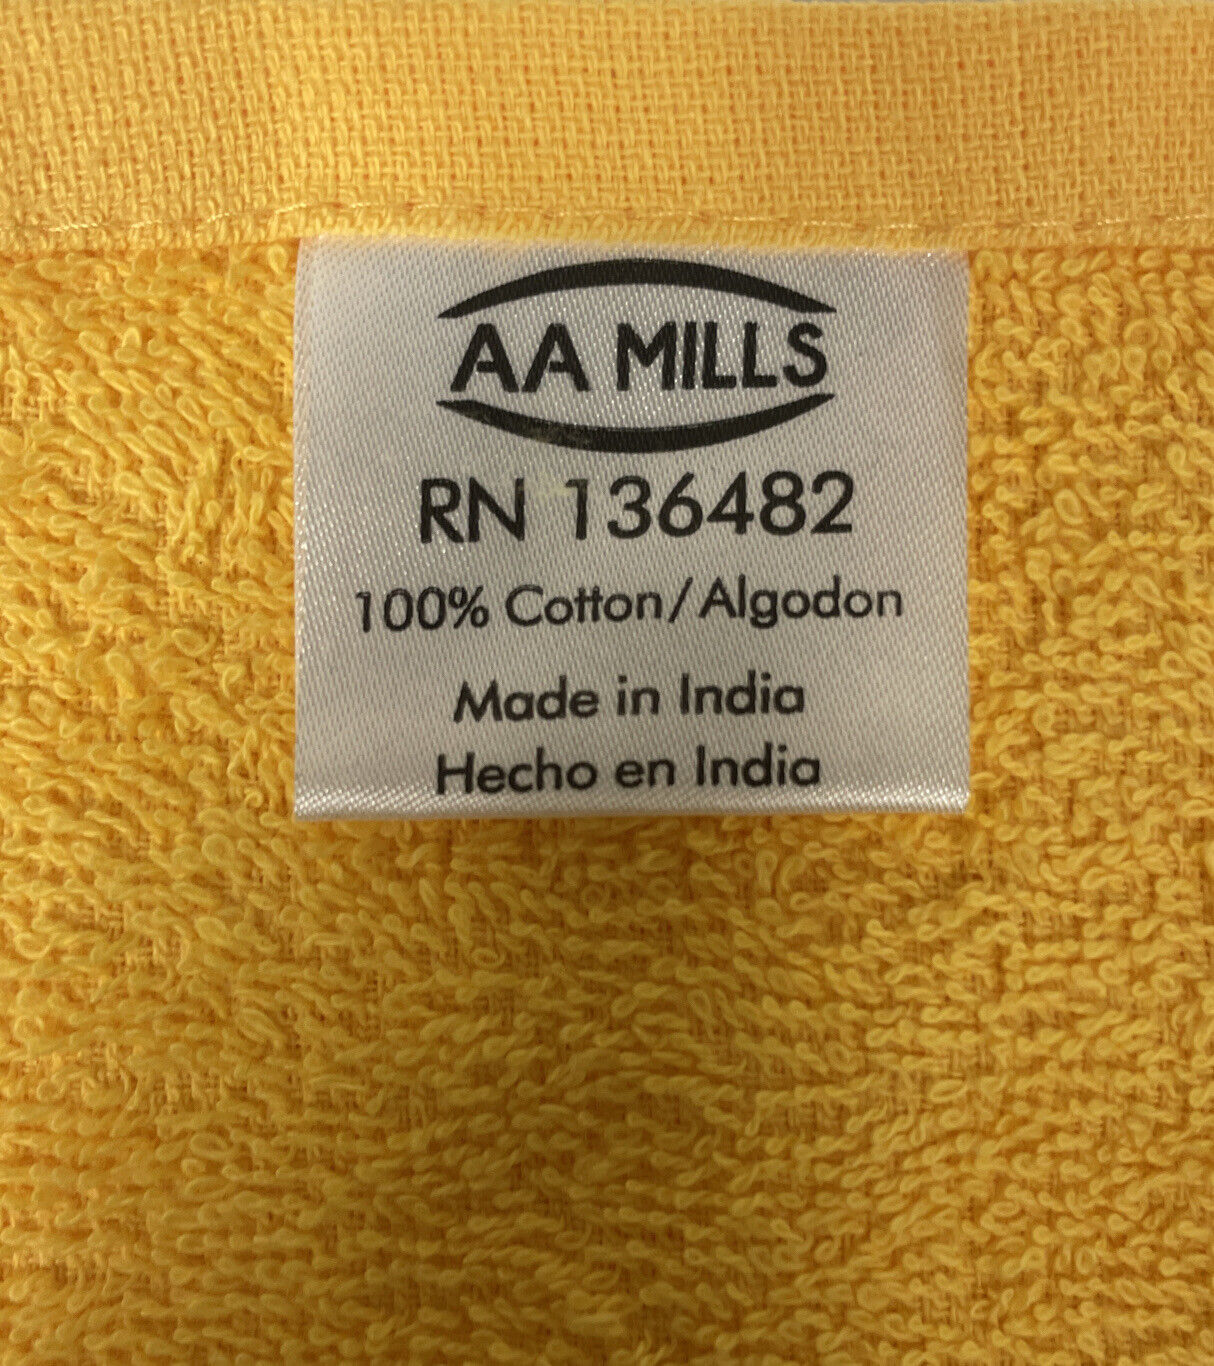 AA MILLS
RN 136482
100% Cotton/Algodon
Made in India
Hecho en India